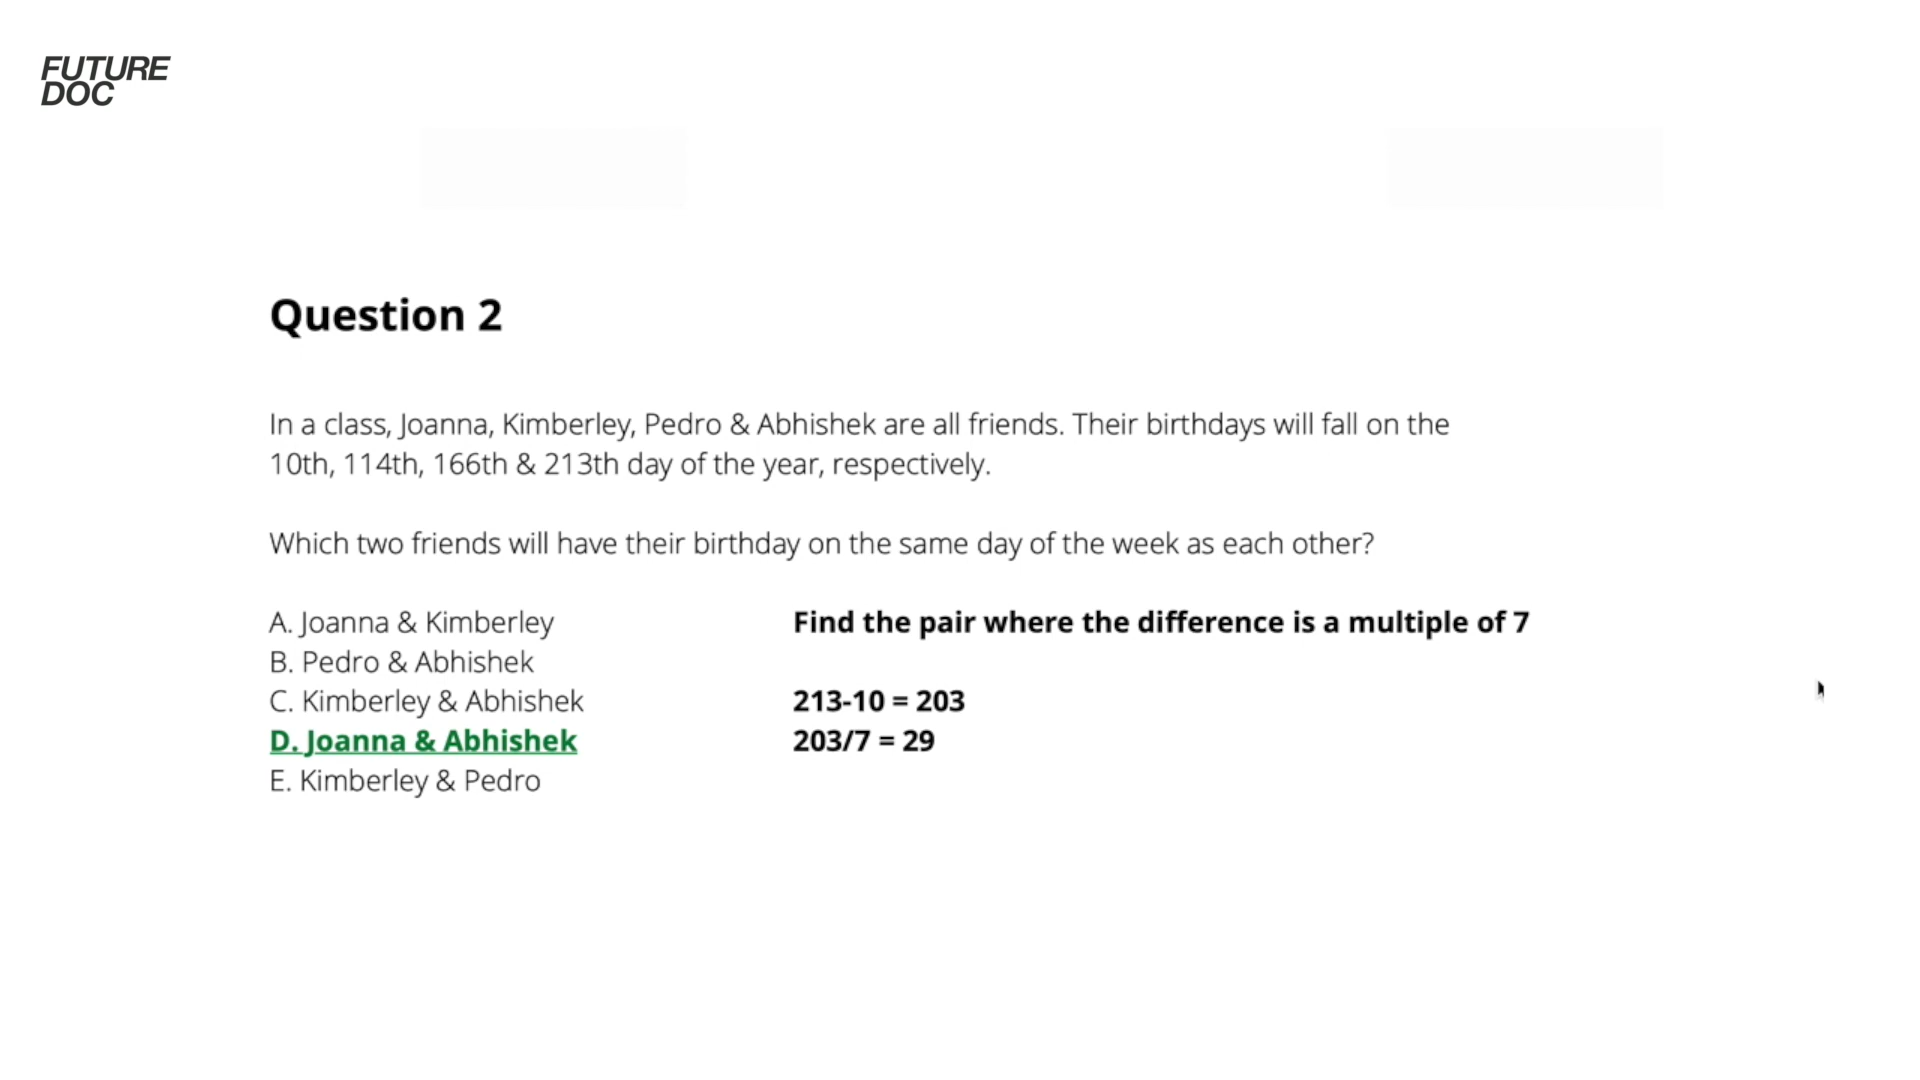 FUTURE
DOC
Question 2
In a class, Joanna, Kimberley, Pedro & Abhishek are all friends. Their birthdays will fall on the
10th, 114th, 166th & 213th day of the year, respectively.
Which two friends will have their birthday on the same day of the week as each other?
A. Joanna & Kimberley
B. Pedro & Abhishek
C. Kimberley & Abhishek
D. Joanna & Abhishek
E. Kimberley & Pedro
Find the pair where the difference is a multiple of 7
213-10 = 203
203/7 = 29